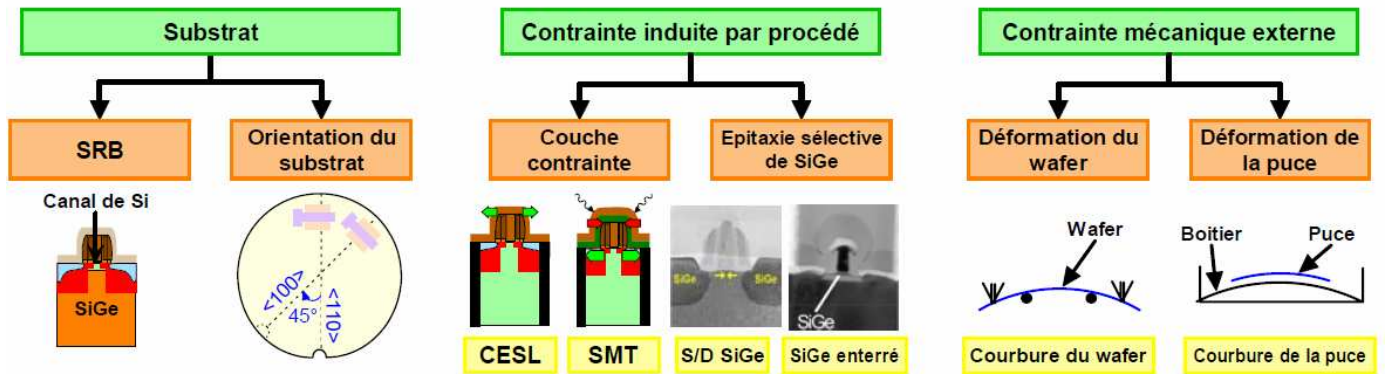 Substrat
SRB
Orientation du
substrat
Canal de Si
SiGe
<100>
45°
<110>
Contrainte induite par procédé
Couche
contrainte
Epitaxie sélective
de SiGe
SiGe
SiGe
SiGe
CESL
SMT
S/D SiGe
SiGe enterré
Contrainte mécanique externe
Déformation du
wafer
Déformation de
la puce
Wafer
Boitier
Puce
Courbure du wafer
Courbure de la puce